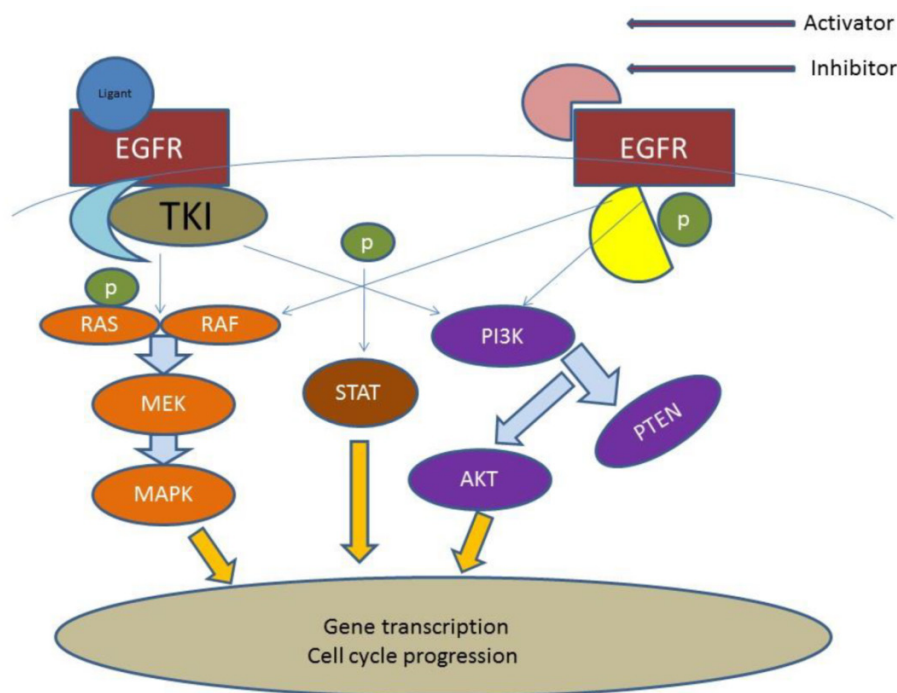 Activator
Inhibitor
Ligant
EGFR
EGFR
TKI
p
p
p
RAS
RAF
PI3K
MEK
STAT
PTEN
MAPK
AKT
Gene transcription
Cell cycle progression